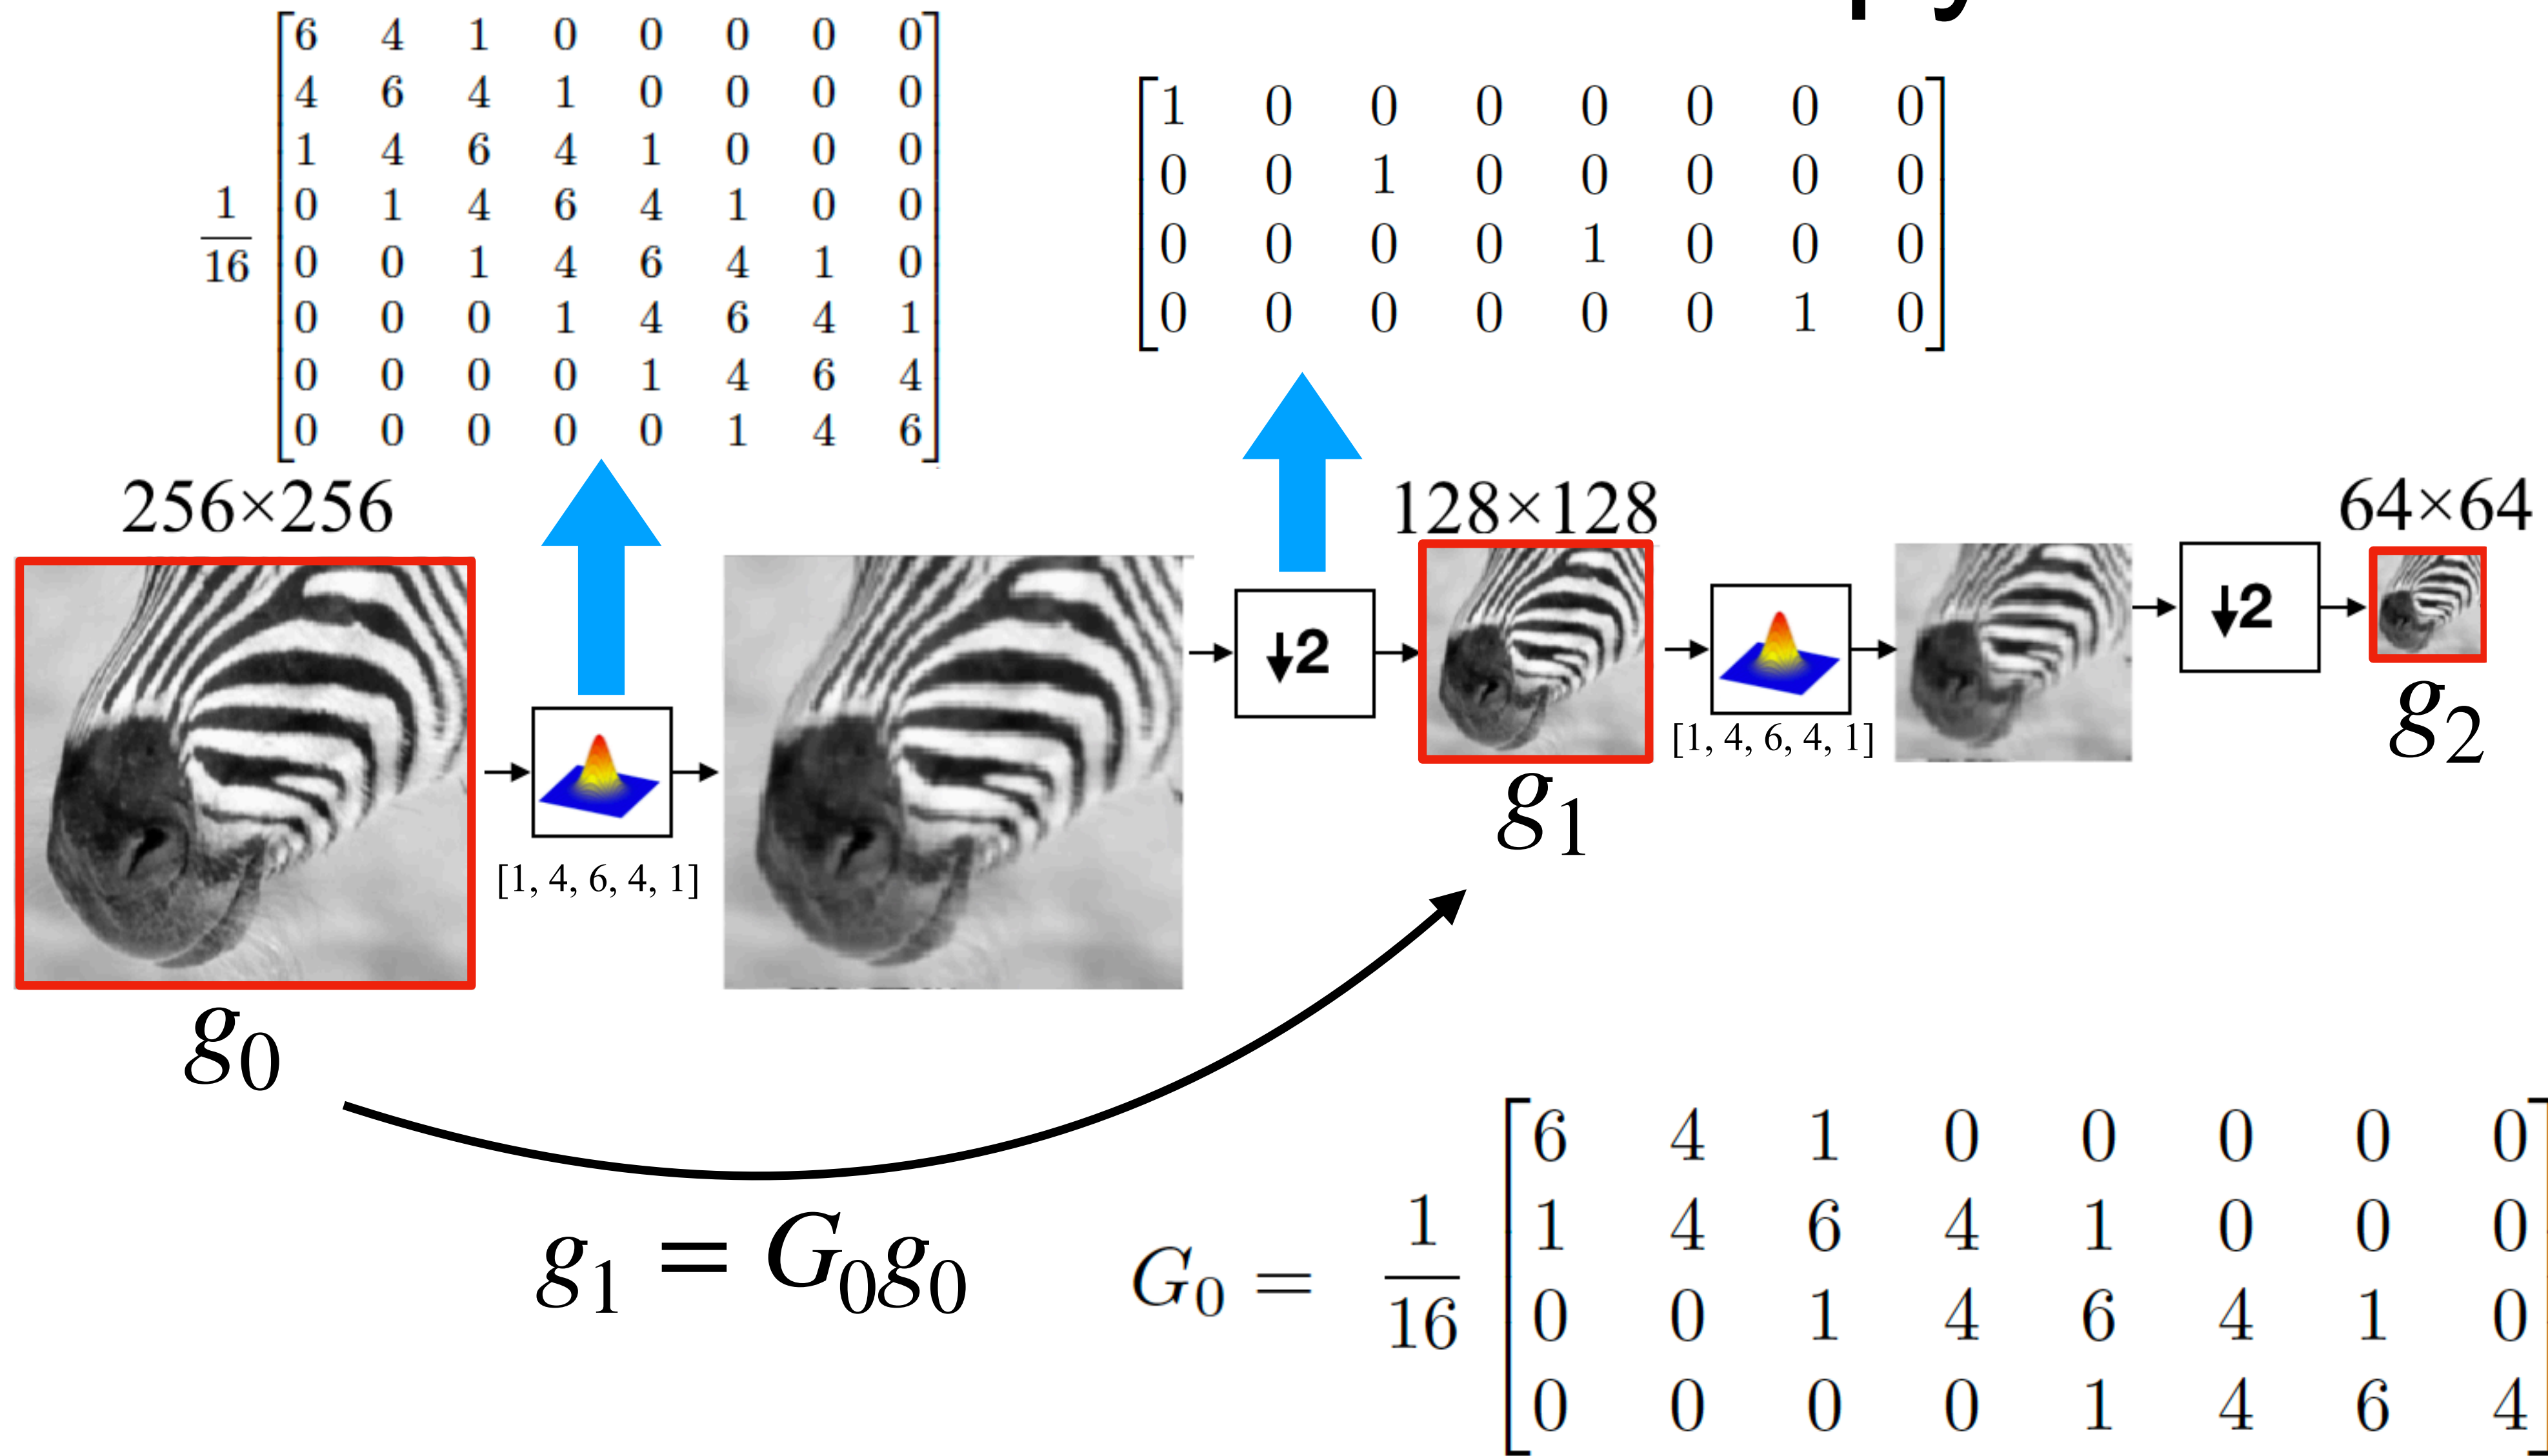 6 4 1 0 0 0 0 0
4 6 4 1 0 0 0 0
1 4 6 4 1 0 0 0
0 1 4 6 4 1 0 0
0 0 1 4 6 4 1 0
0 0 0 1 4 6 4 1
0 0 0 0 1 4 6 4
0 0 0 0 0 1 4 6
1
16
1 0 0 0 0 0 0 0
0 0 1 0 0 0 0 0
0 0 0 0 1 0 0 0
0 0 0 0 0 0 1 0
256×256
128×128
64×64
↓2
↓2
[1, 4, 6, 4, 1]
[1, 4, 6, 4, 1]
g₀
g₁
g₂
g₁ = G₀g₀
G₀ =
1
16
6 4 1 0 0 0 0 0
1 4 6 4 1 0 0 0
0 0 1 4 6 4 1 0
0 0 0 0 1 4 6 4